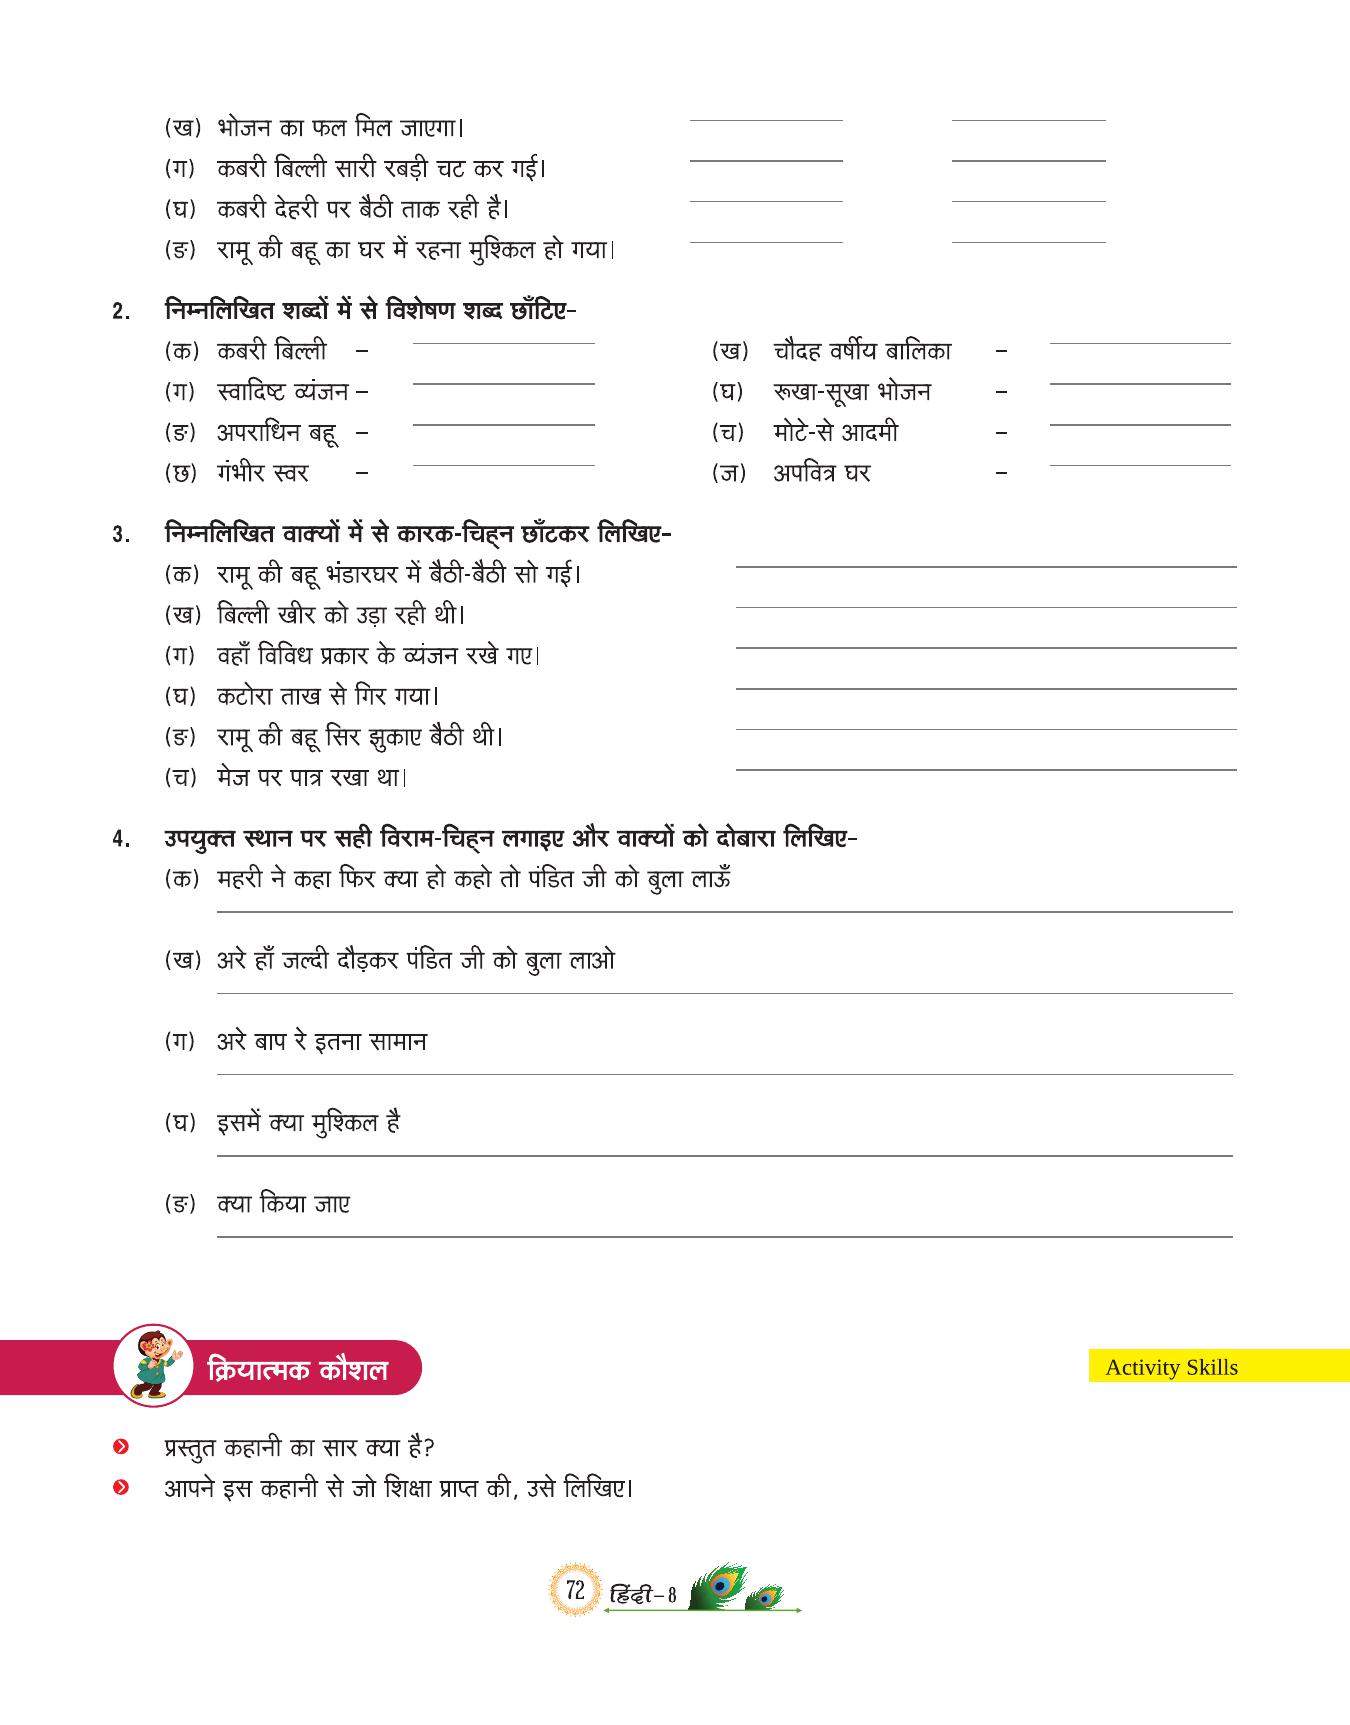 (ख) भोजन का फल मिल जाएगा।
(ग) कबरी बिल्ली सारी रबड़ी चट कर गई।
(घ) कबरी देहरी पर बैठी ताक रही है।
(ङ) रामू की बहू का घर में रहना मुश्किल हो गया।
2. निम्नलिखित शब्दों में से विशेषण शब्द छाँटिए–
(क) कबरी बिल्ली – (ख) चौदह वर्षीय बालिका –
(ग) स्वादिष्ट व्यंजन – (घ) रूखा-सूखा भोजन –
(ङ) अपराधिन बहू – (च) मोटे-से आदमी –
(छ) गंभीर स्वर – (ज) अपवित्र घर –
3. निम्नलिखित वाक्यों में से कारक-चिह्न छाँटकर लिखिए–
(क) रामू की बहू भंडारघर में बैठी-बैठी सो गई।
(ख) बिल्ली खीर को उड़ा रही थी।
(ग) वहाँ विविध प्रकार के व्यंजन रखे गए।
(घ) कटोरा ताख से गिर गया।
(ङ) रामू की बहू सिर झुकाए बैठी थी।
(च) मेज पर पात्र रखा था।
4. उपयुक्त स्थान पर सही विराम-चिह्न लगाइए और वाक्यों को दोबारा लिखिए–
(क) महरी ने कहा फिर क्या हो कहो तो पंडित जी को बुला लाऊँ
(ख) अरे हाँ जल्दी दौड़कर पंडित जी को बुला लाओ
(ग) अरे बाप रे इतना सामान
(घ) इसमें क्या मुश्किल है
(ङ) क्या किया जाए
क्रियात्मक कौशल Activity Skills
प्रस्तुत कहानी का सार क्या है?
आपने इस कहानी से जो शिक्षा प्राप्त की, उसे लिखिए।
72 हिंदी–8